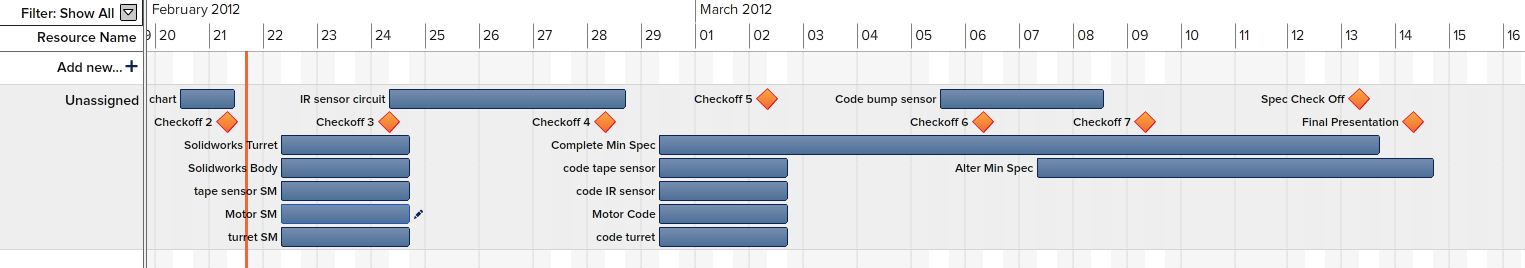 Filter: Show All February 2012 March 2012
Resource Name 9 20 21 22 23 24 25 26 27 28 29 01 02 03 04 05 06 07 08 09 10 11 12 13 14 15 16
Add new... +
Unassigned chart IR sensor circuit Checkoff 5 Code bump sensor Spec Check Off
Checkoff 2 Checkoff 3 Checkoff 4 Checkoff 6 Checkoff 7 Final Presentation
Solidworks Turret Complete Min Spec
Solidworks Body code tape sensor Alter Min Spec
tape sensor SM code IR sensor
Motor SM Motor Code
turret SM code turret